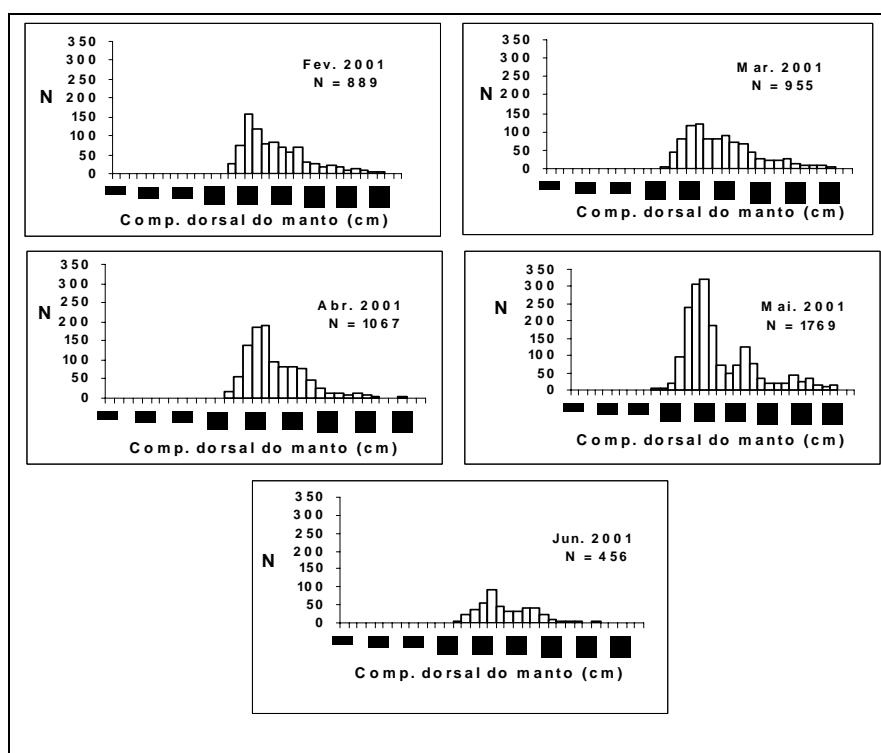 350
300
250
200
150
100
50
0
N
Fev. 2001
N = 889
Comp. dorsal do manto (cm)
350
300
250
200
150
100
50
0
N
Mar. 2001
N = 955
Comp. dorsal do manto (cm)
350
300
250
200
150
100
50
0
N
Abr. 2001
N = 1067
Comp. dorsal do manto (cm)
350
300
250
200
150
100
50
0
N
Mai. 2001
N = 1769
Comp. dorsal do manto (cm)
350
300
250
200
150
100
50
0
N
Jun. 2001
N = 456
Comp. dorsal do manto (cm)